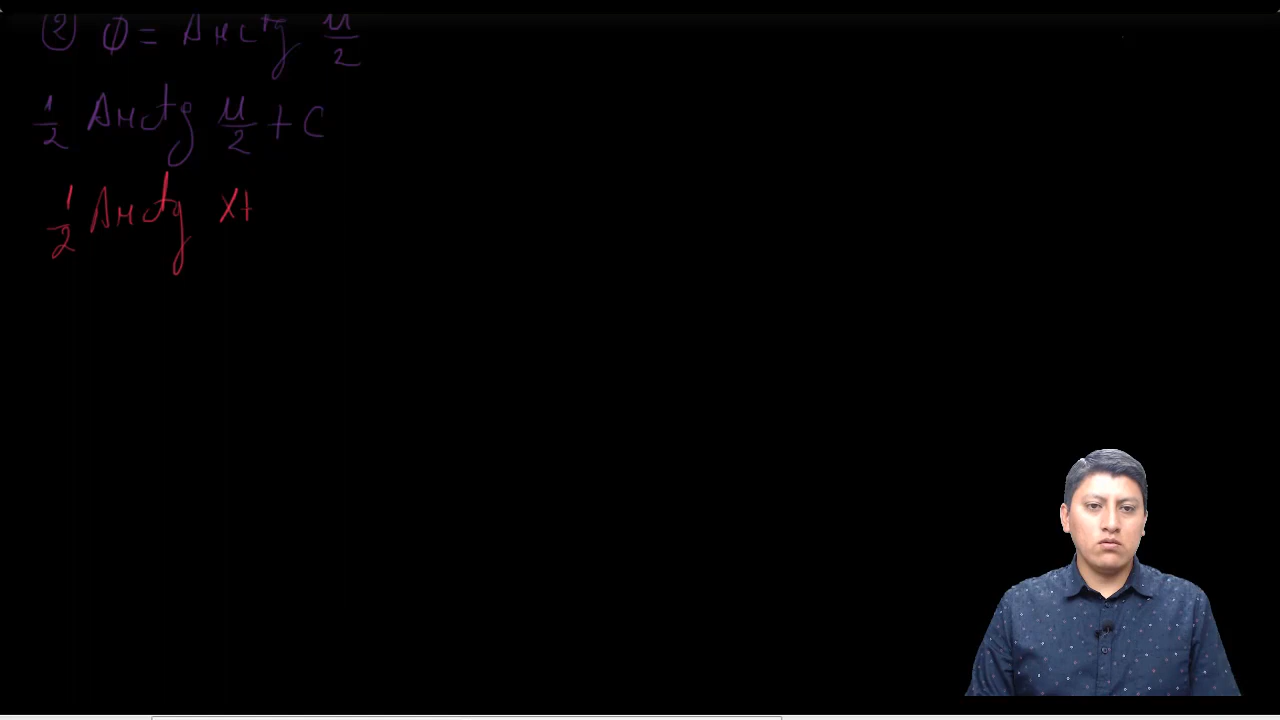 ② Ø = Arctg u/2
1/2 Arctg u/2 + C
1/2 Arctg x+